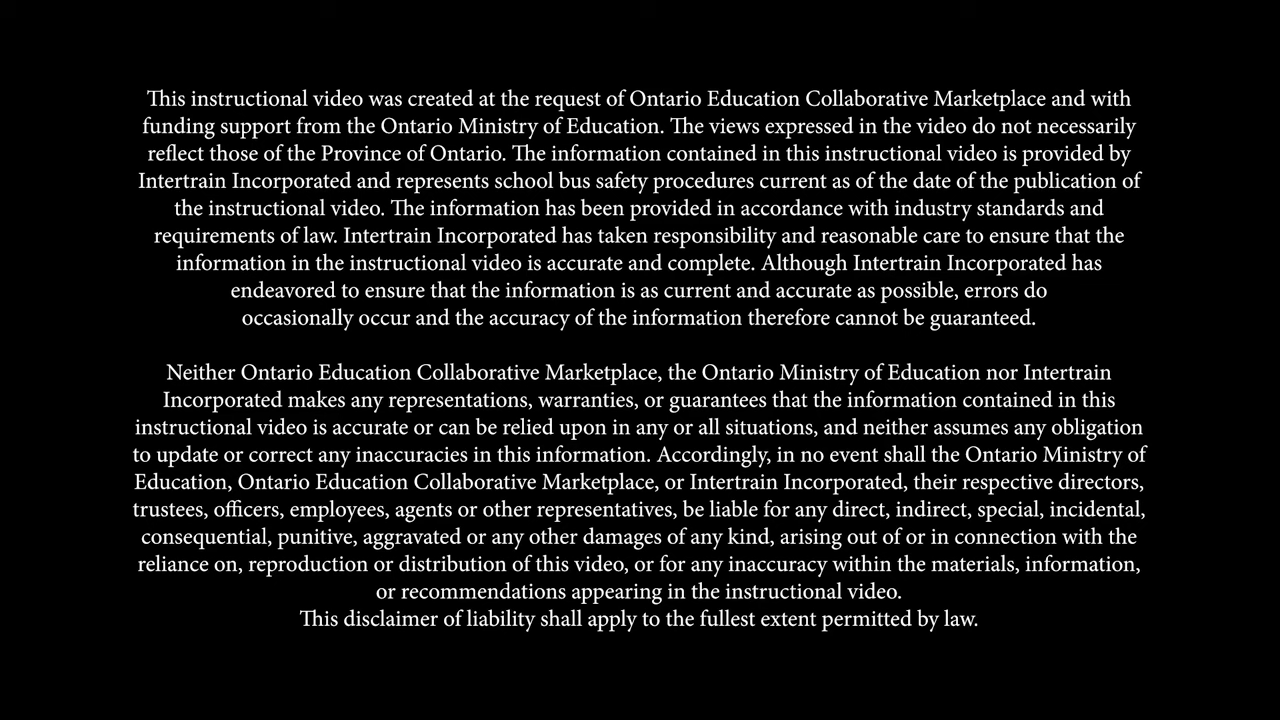 This instructional video was created at the request of Ontario Education Collaborative Marketplace and with
funding support from the Ontario Ministry of Education. The views expressed in the video do not necessarily
reflect those of the Province of Ontario. The information contained in this instructional video is provided by
Intertrain Incorporated and represents school bus safety procedures current as of the date of the publication of
the instructional video. The information has been provided in accordance with industry standards and
requirements of law. Intertrain Incorporated has taken responsibility and reasonable care to ensure that the
information in the instructional video is accurate and complete. Although Intertrain Incorporated has
endeavored to ensure that the information is as current and accurate as possible, errors do
occasionally occur and the accuracy of the information therefore cannot be guaranteed.
Neither Ontario Education Collaborative Marketplace, the Ontario Ministry of Education nor Intertrain
Incorporated makes any representations, warranties, or guarantees that the information contained in this
instructional video is accurate or can be relied upon in any or all situations, and neither assumes any obligation
to update or correct any inaccuracies in this information. Accordingly, in no event shall the Ontario Ministry of
Education, Ontario Education Collaborative Marketplace, or Intertrain Incorporated, their respective directors,
trustees, officers, employees, agents or other representatives, be liable for any direct, indirect, special, incidental,
consequential, punitive, aggravated or any other damages of any kind, arising out of or in connection with the
reliance on, reproduction or distribution of this video, or for any inaccuracy within the materials, information,
or recommendations appearing in the instructional video.
This disclaimer of liability shall apply to the fullest extent permitted by law.